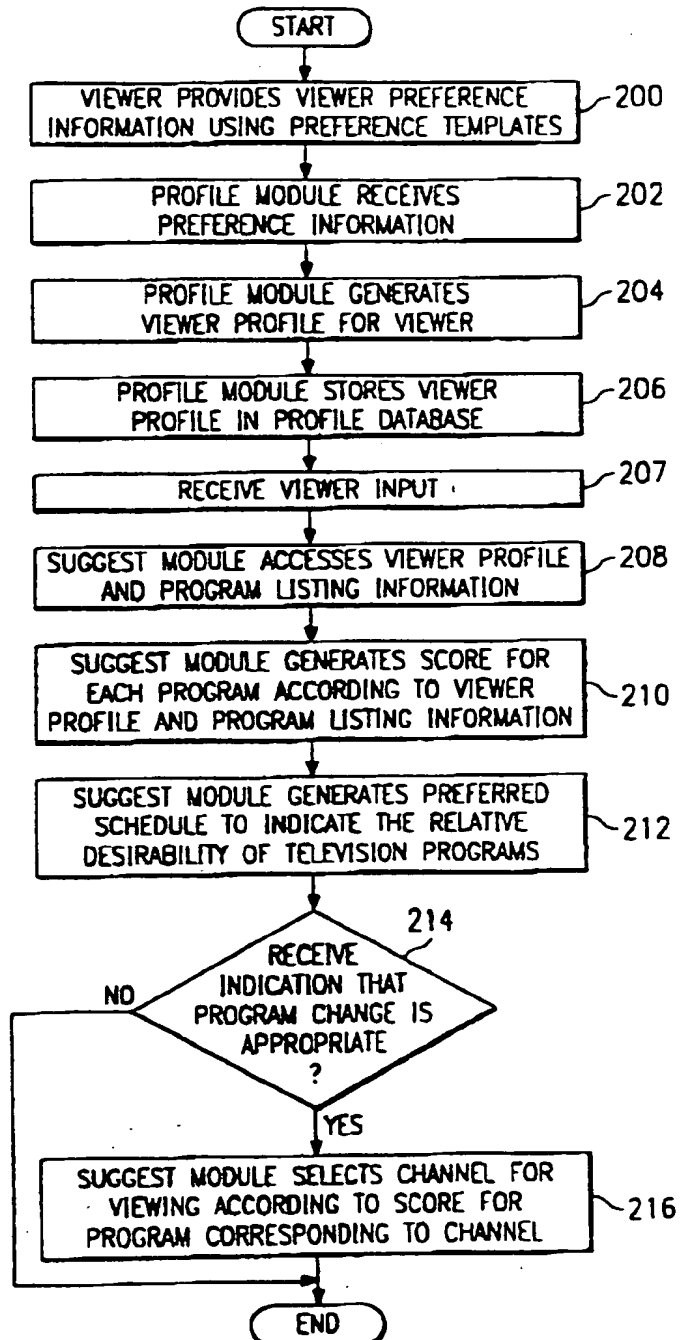 START
VIEWER PROVIDES VIEWER PREFERENCE
INFORMATION USING PREFERENCE TEMPLATES
200
PROFILE MODULE RECEIVES
PREFERENCE INFORMATION
202
PROFILE MODULE GENERATES
VIEWER PROFILE FOR VIEWER
204
PROFILE MODULE STORES VIEWER
PROFILE IN PROFILE DATABASE
206
RECEIVE VIEWER INPUT
207
SUGGEST MODULE ACCESSES VIEWER PROFILE
AND PROGRAM LISTING INFORMATION
208
SUGGEST MODULE GENERATES SCORE FOR
EACH PROGRAM ACCORDING TO VIEWER
PROFILE AND PROGRAM LISTING INFORMATION
210
SUGGEST MODULE GENERATES PREFERRED
SCHEDULE TO INDICATE THE RELATIVE
DESIRABILITY OF TELEVISION PROGRAMS
212
214
RECEIVE
INDICATION THAT
PROGRAM CHANGE IS
APPROPRIATE
?
NO
YES
SUGGEST MODULE SELECTS CHANNEL FOR
VIEWING ACCORDING TO SCORE FOR
PROGRAM CORRESPONDING TO CHANNEL
216
END